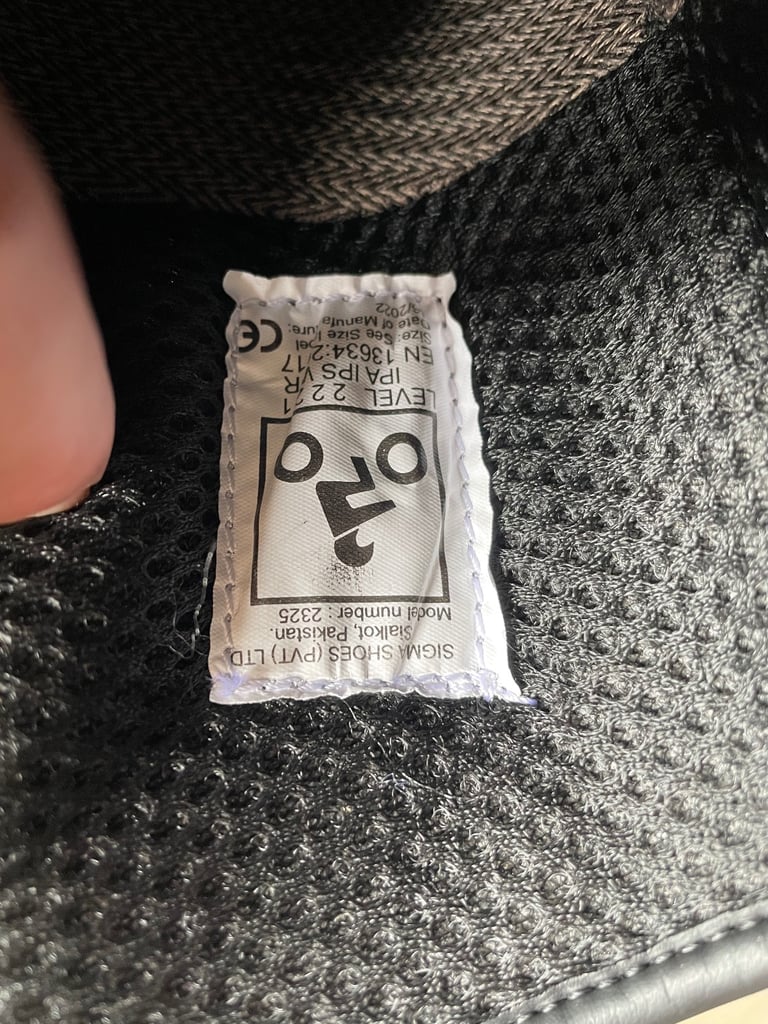 SIGMA SHOES (PVT) LTD
Sialkot, Pakistan.
Model number : 2325
LEVEL 2 2
IPA IPS
EN 13634:2017
Size: See Size
Date of
2022
CE